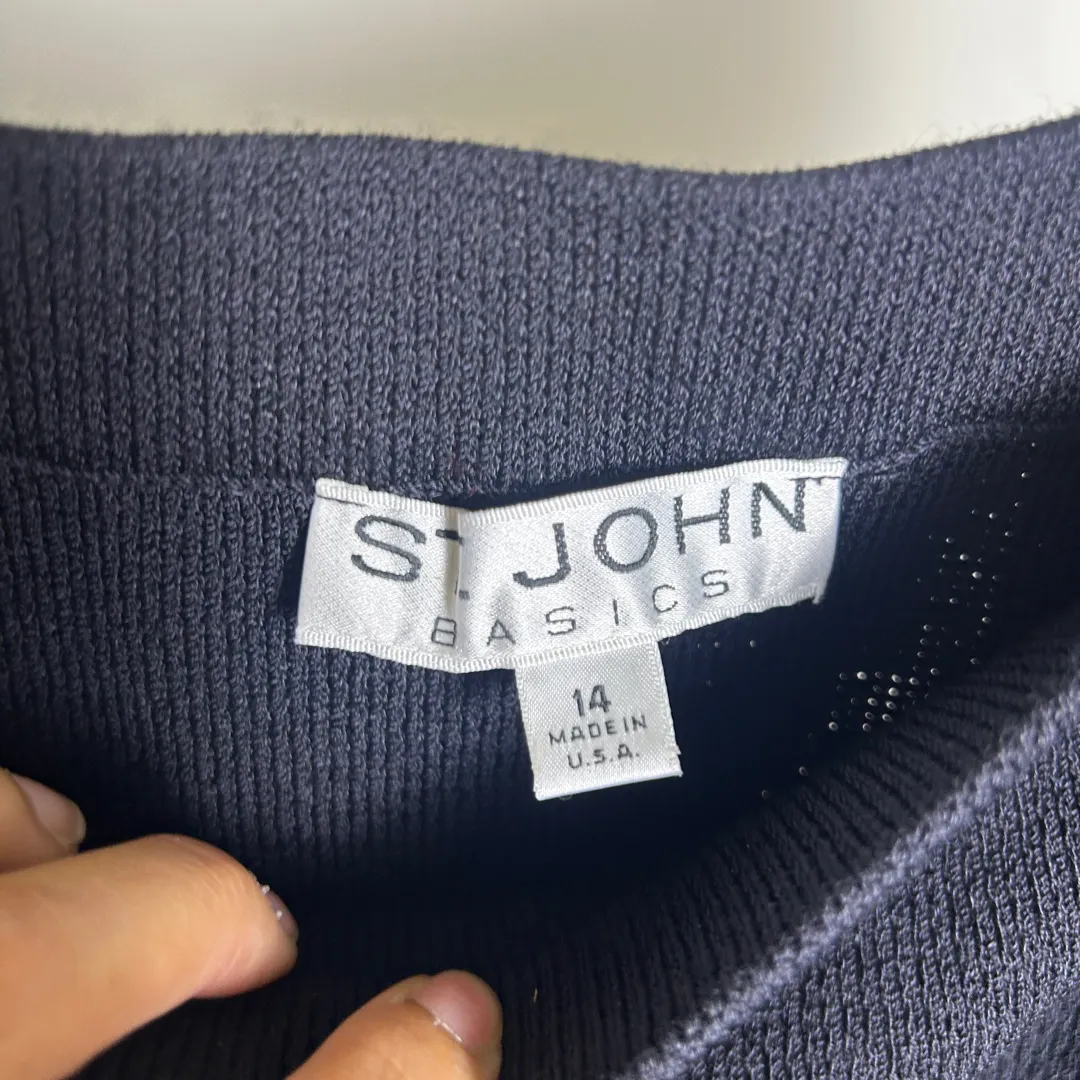 ST. JOHN
BASICS
14
MADE IN
U.S.A.